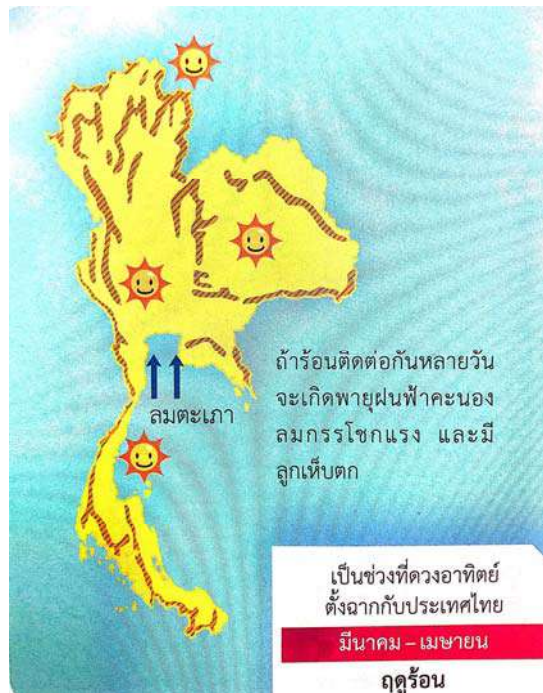 ลมตะเภา
ถ้าร้อนติดต่อกันหลายวัน
จะเกิดพายุฝนฟ้าคะนอง
ลมกรรโชกแรง และมี
ลูกเห็บตก
เป็นช่วงที่ดวงอาทิตย์
ตั้งฉากกับประเทศไทย
มีนาคม – เมษายน
ฤดูร้อน